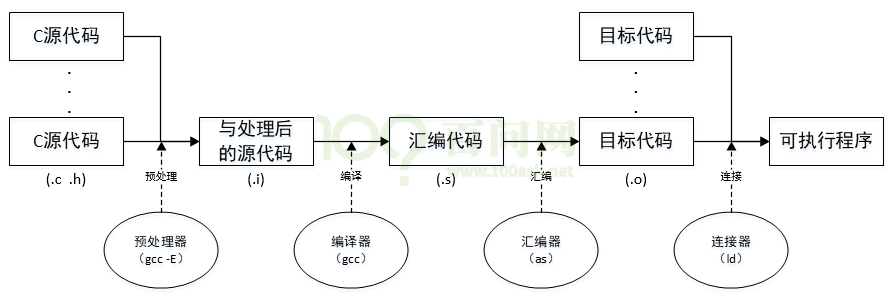 C源代码
目标代码
C源代码
与处理后
的源代码
汇编代码
目标代码
可执行程序
100?
百问网
www.100ask.net
(.c .h)
预处理
(.i)
编译
(.s)
汇编
(.o)
连接
预处理器
(gcc -E)
编译器
(gcc)
汇编器
(as)
连接器
(ld)